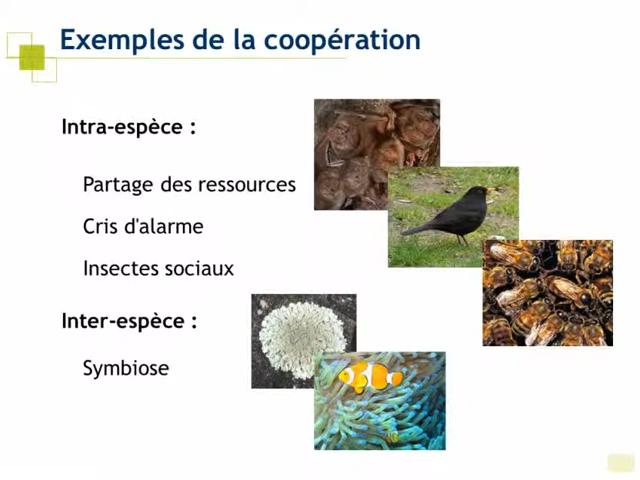 Exemples de la coopération
Intra-espèce :
Partage des ressources
Cris d'alarme
Insectes sociaux
Inter-espèce :
Symbiose